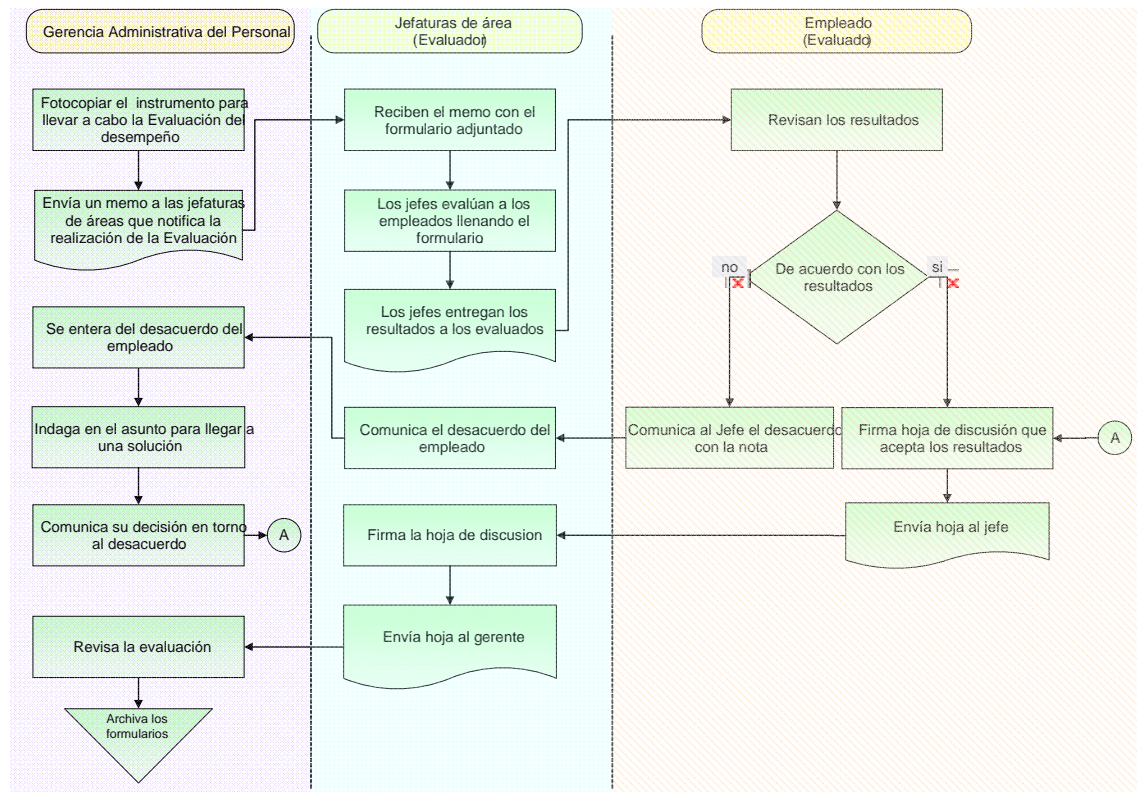 Gerencia Administrativa del Personal
Jefaturas de área
(Evaluador)
Empleado
(Evaluado)
Fotocopiar el instrumento para
llevar a cabo la Evaluación del
desempeño
Envía un memo a las jefaturas
de áreas que notifica la
realización de la Evaluación
Se entera del desacuerdo del
empleado
Indaga en el asunto para llegar a
una solución
Comunica su decisión en torno
al desacuerdo
A
Revisa la evaluación
Archiva los
formularios
Reciben el memo con el
formulario adjuntado
Los jefes evalúan a los
empleados llenando el
formulario
Los jefes entregan los
resultados a los evaluados
Comunica el desacuerdo del
empleado
Firma la hoja de discusion
Envía hoja al gerente
Revisan los resultados
De acuerdo con los
resultados
no
si
Comunica al Jefe el desacuerdo
con la nota
Firma hoja de discusión que
acepta los resultados
A
Envía hoja al jefe